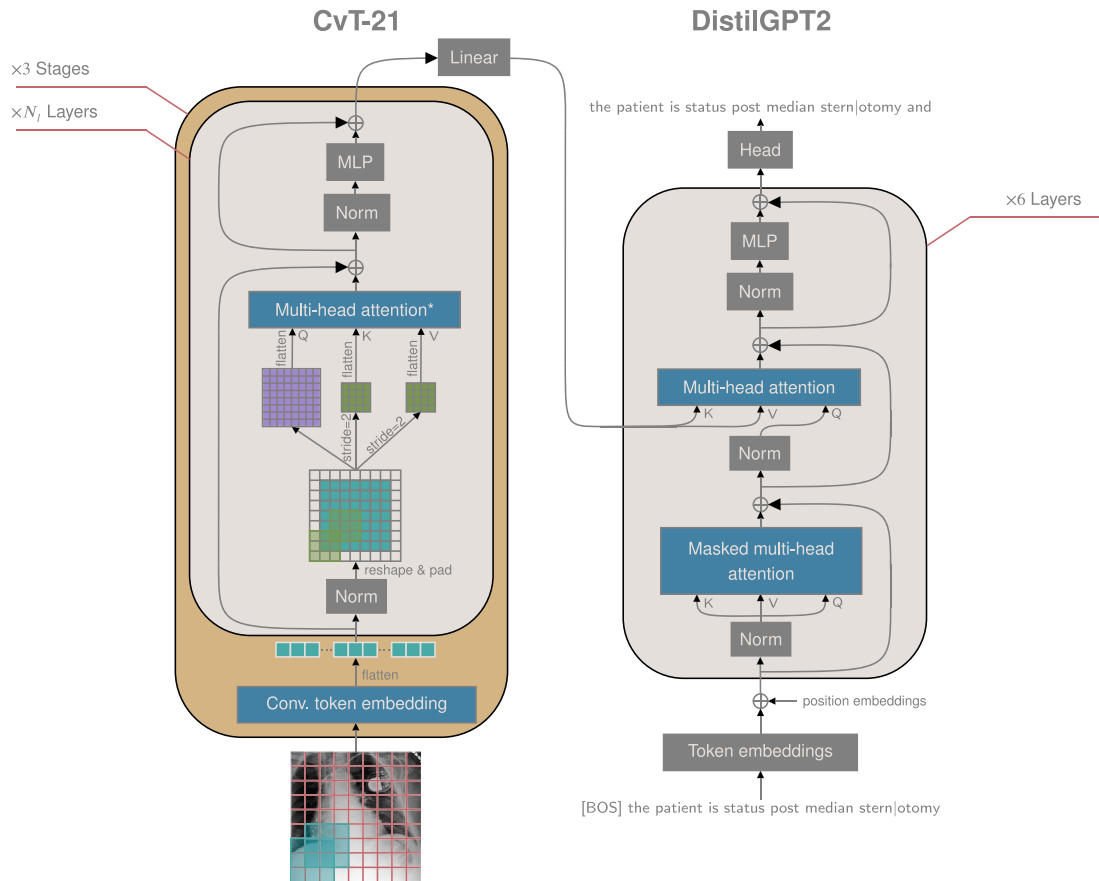 CvT-21
DistilGPT2
×3 Stages
×N_l Layers
Linear
MLP
Norm
Multi-head attention*
Q
K
V
flatten
flatten
flatten
stride=2
stride=2
reshape & pad
Norm
flatten
Conv. token embedding
the patient is status post median stern|otomy and
Head
×6 Layers
MLP
Norm
Multi-head attention
K
V
Q
Norm
Masked multi-head
attention
K
V
Q
Norm
position embeddings
Token embeddings
[BOS] the patient is status post median stern|otomy